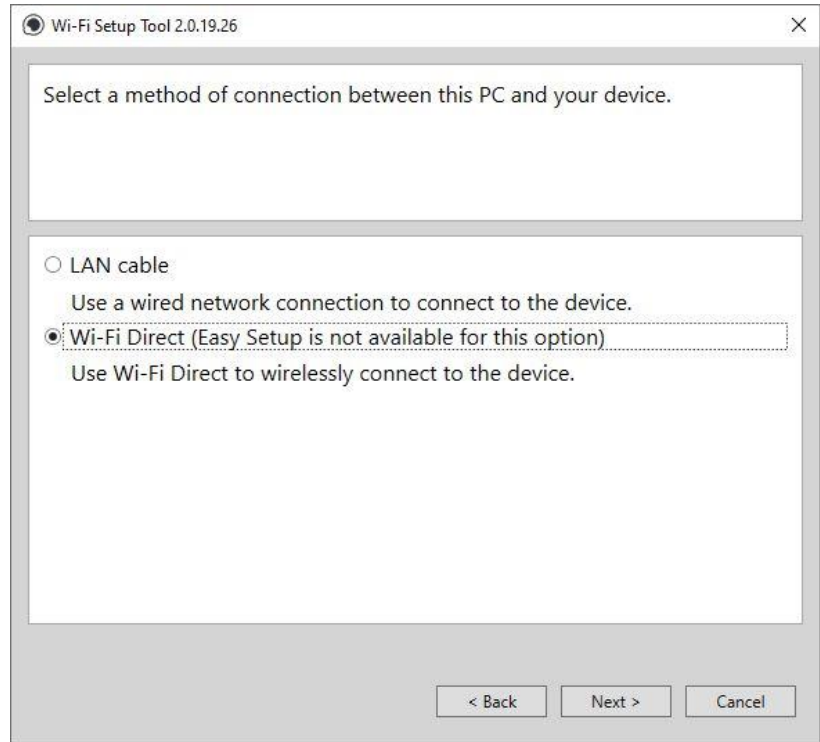 Wi-Fi Setup Tool 2.0.19.26
Select a method of connection between this PC and your device.
LAN cable
Use a wired network connection to connect to the device.
Wi-Fi Direct (Easy Setup is not available for this option)
Use Wi-Fi Direct to wirelessly connect to the device.
< Back Next > Cancel